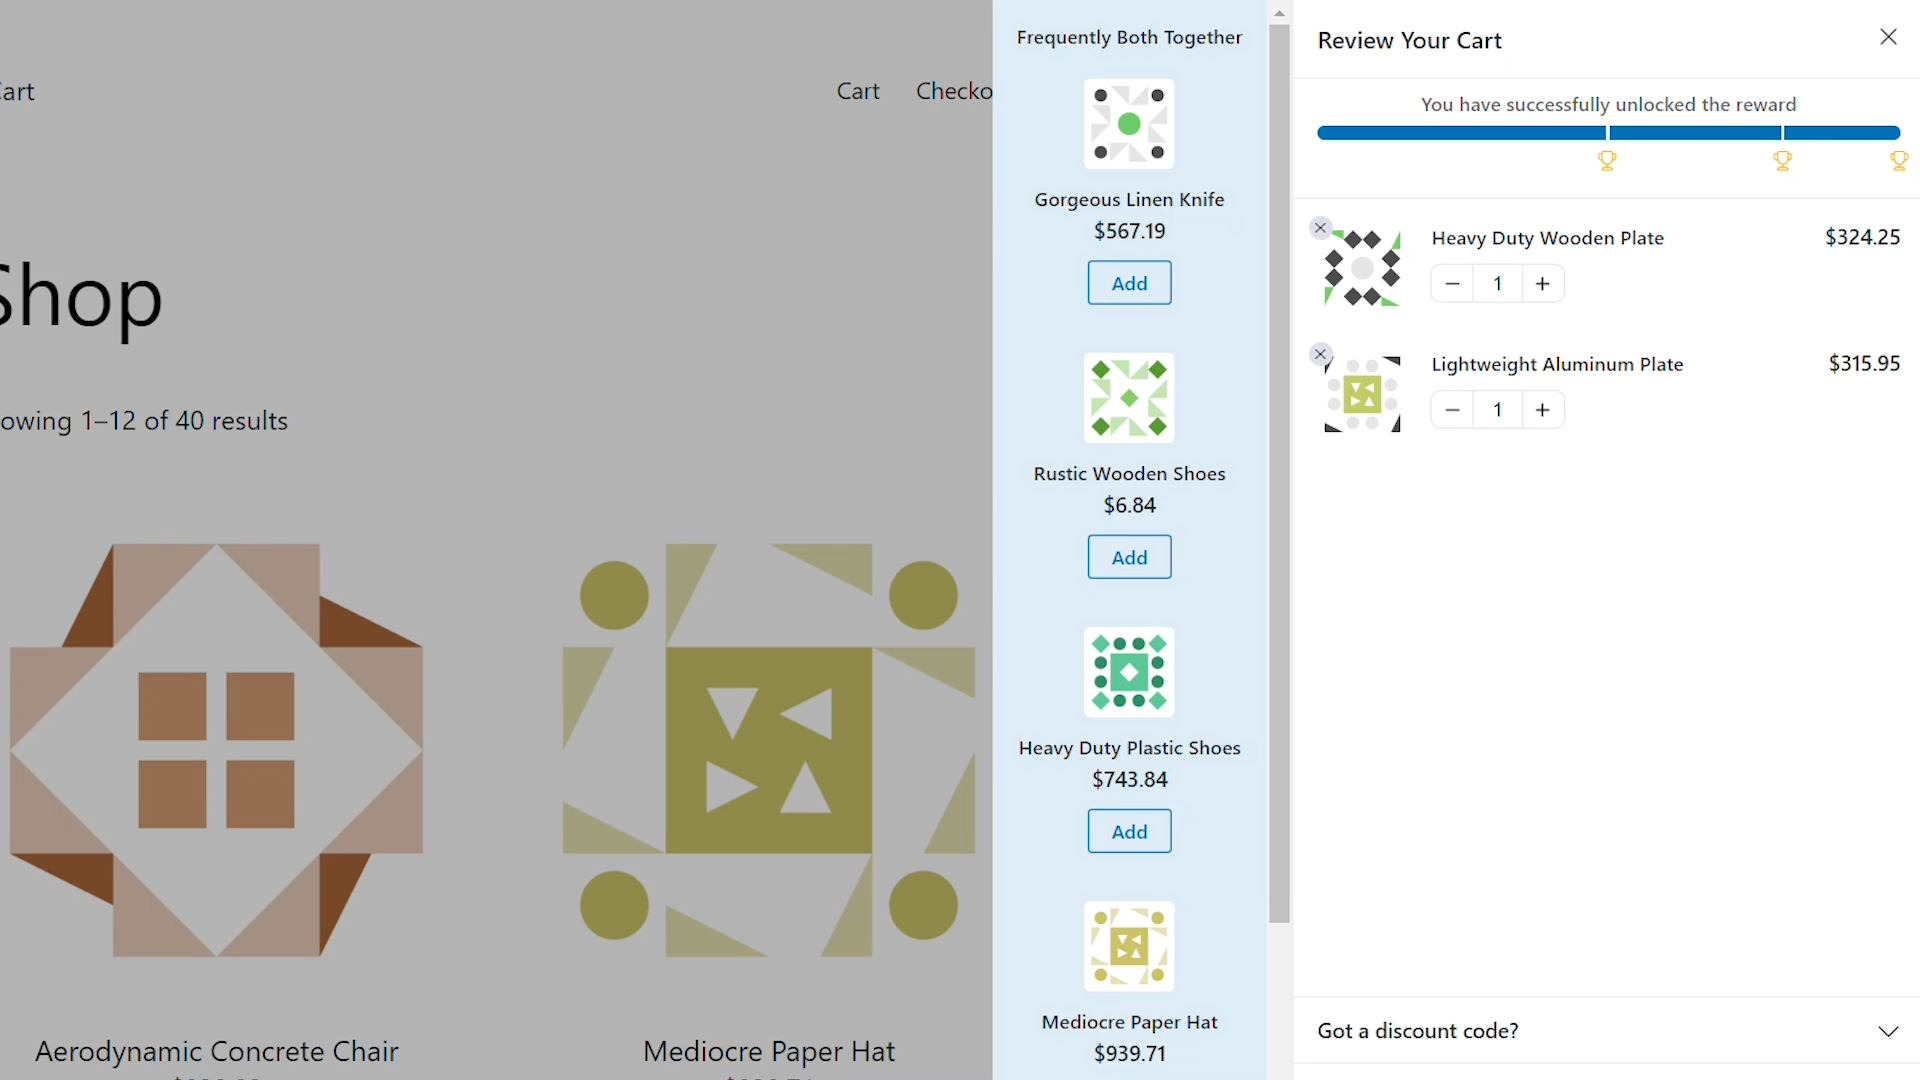 Cart Checko
Shop
owing 1–12 of 40 results
Aerodynamic Concrete Chair
Mediocre Paper Hat
Frequently Both Together
Gorgeous Linen Knife
$567.19
Add
Rustic Wooden Shoes
$6.84
Add
Heavy Duty Plastic Shoes
$743.84
Add
Mediocre Paper Hat
$939.71
Review Your Cart
You have successfully unlocked the reward
Heavy Duty Wooden Plate $324.25
1
Lightweight Aluminum Plate $315.95
1
Got a discount code?